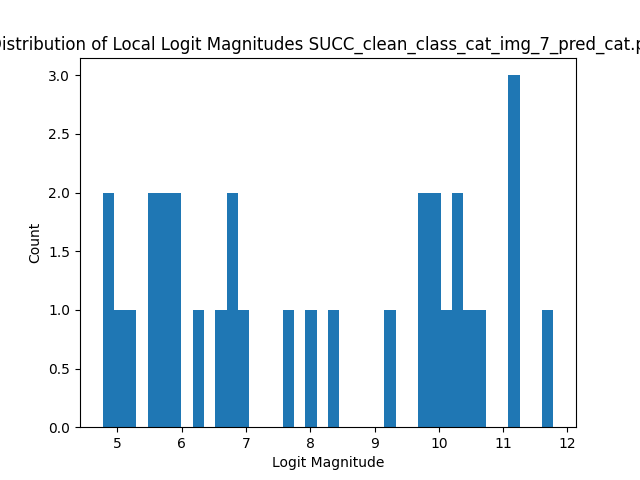 istribution of Local Logit Magnitudes SUCC_clean_class_cat_img_7_pred_cat.p
3.0
2.5
2.0
1.5
1.0
0.5
0.0
Count
5 6 7 8 9 10 11 12
Logit Magnitude